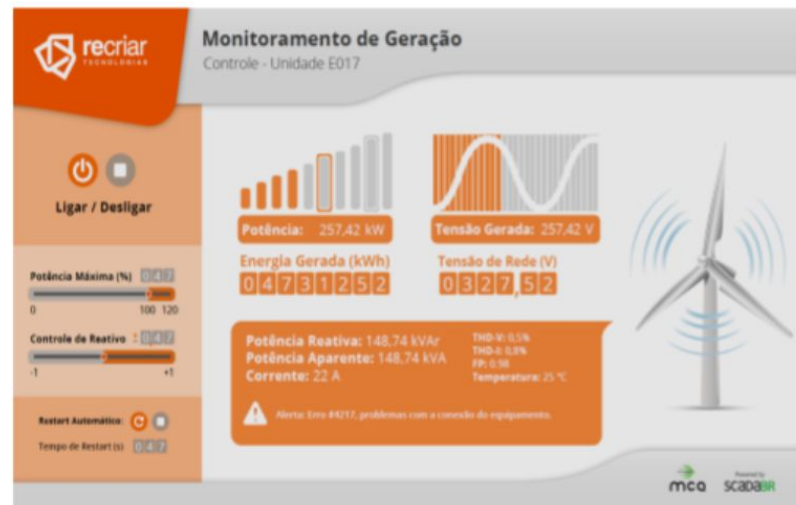 recriar
TECNOLOGIAS
Monitoramento de Geração
Controle - Unidade E017
Ligar / Desligar
Potência Máxima (%) 047
0 100 120
Controle de Reativo ± 0,47
-1 +1
Restart Automático:
Tempo de Restart (s) 047
Potência: 257,42 kW
Tensão Gerada: 257,42 V
Energia Gerada (kWh)
04731252
Tensão de Rede (V)
0327,52
Potência Reativa: 148,74 kVAr
Potência Aparente: 148,74 kVA
Corrente: 22 A
THD-V: 0,5%
THD-I: 0,8%
FP: 0.98
Temperatura: 25 °C
Alerta: Erro #4217, problemas com a conexão do equipamento.
mca
Powered by
SCADABR